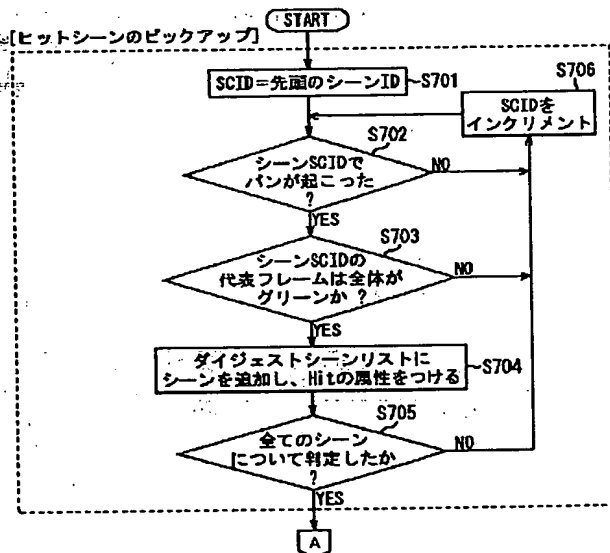 START
[ヒットシーンのピックアップ]
SCID=先頭のシーンID
S701
S706
SCIDを
インクリメント
S702
シーンSCIDで
パンが起こった
?
NO
YES
S703
シーンSCIDの
代表フレームは全体が
グリーンか ?
NO
YES
ダイジェストシーンリストに
シーンを追加し、Hitの属性をつける
S704
S705
全てのシーン
について判定したか
?
NO
YES
A